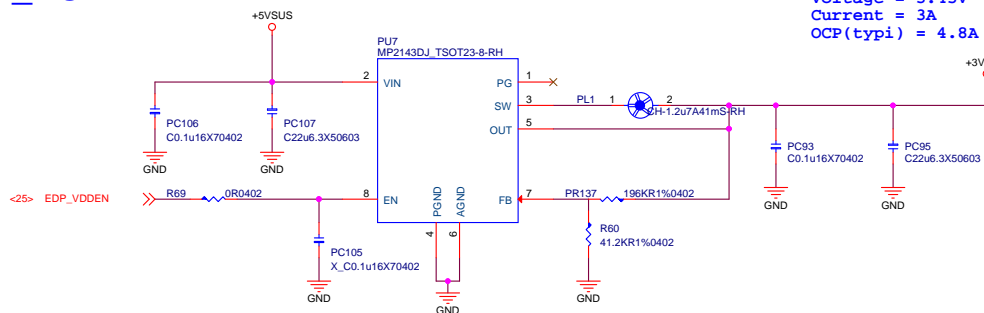 Current = 3A
OCP(typi) = 4.8A
+5VSUS
+3V
PU7
MP2143DJ_TSOT23-8-RH
2
VIN
PG
1
SW
3
PL1
1
2
CH-1.2u7A41mS-RH
OUT
5
PC106
C0.1u16X70402
PC107
C22u6.3X50603
PC93
C0.1u16X70402
PC95
C22u6.3X50603
GND
GND
GND
GND
<25>
EDP_VDDEN
R69
0R0402
8
EN
PGND
AGND
FB
7
PR137
196KR1%0402
4
6
R60
41.2KR1%0402
PC105
X_C0.1u16X70402
GND
GND
GND